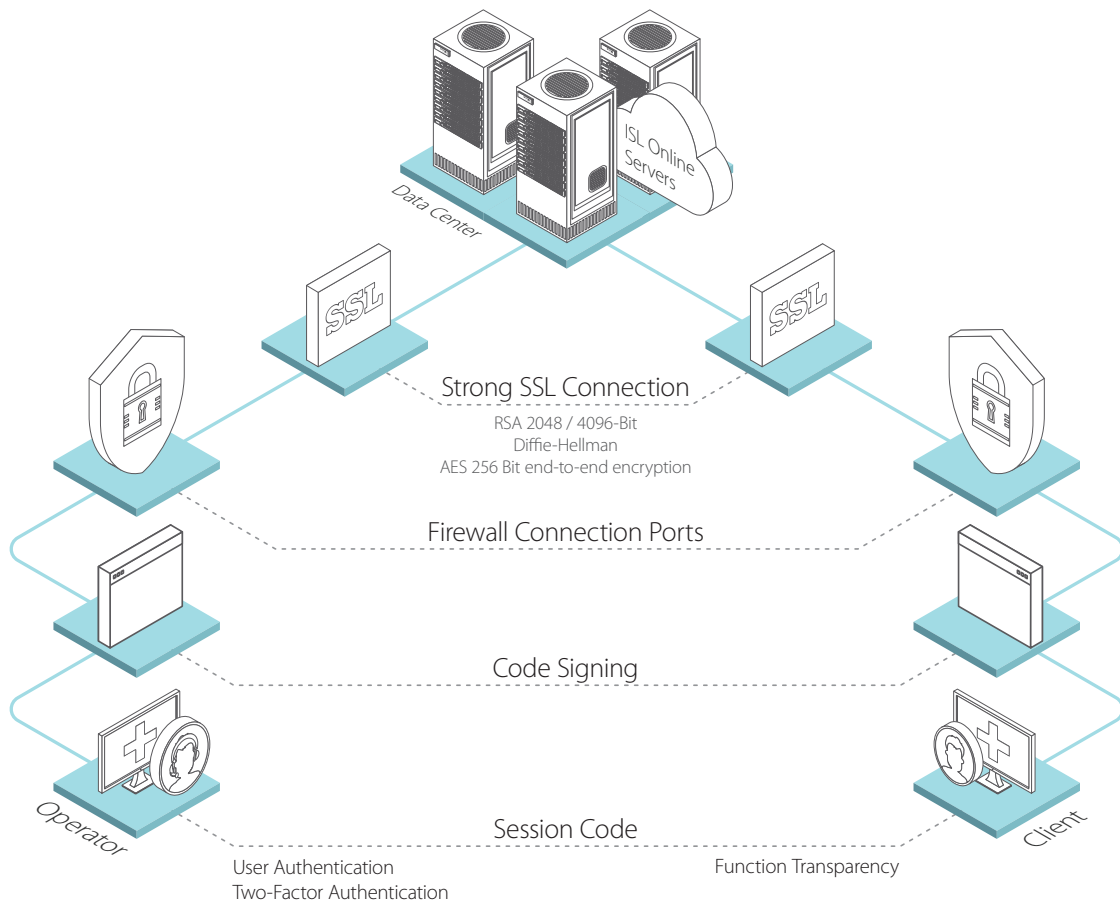 ISL Online
Servers
Data Center
SSL
SSL
Strong SSL Connection
RSA 2048 / 4096-Bit
Diffie-Hellman
AES 256 Bit end-to-end encryption
Firewall Connection Ports
Code Signing
Operator
Client
Session Code
User Authentication
Two-Factor Authentication
Function Transparency